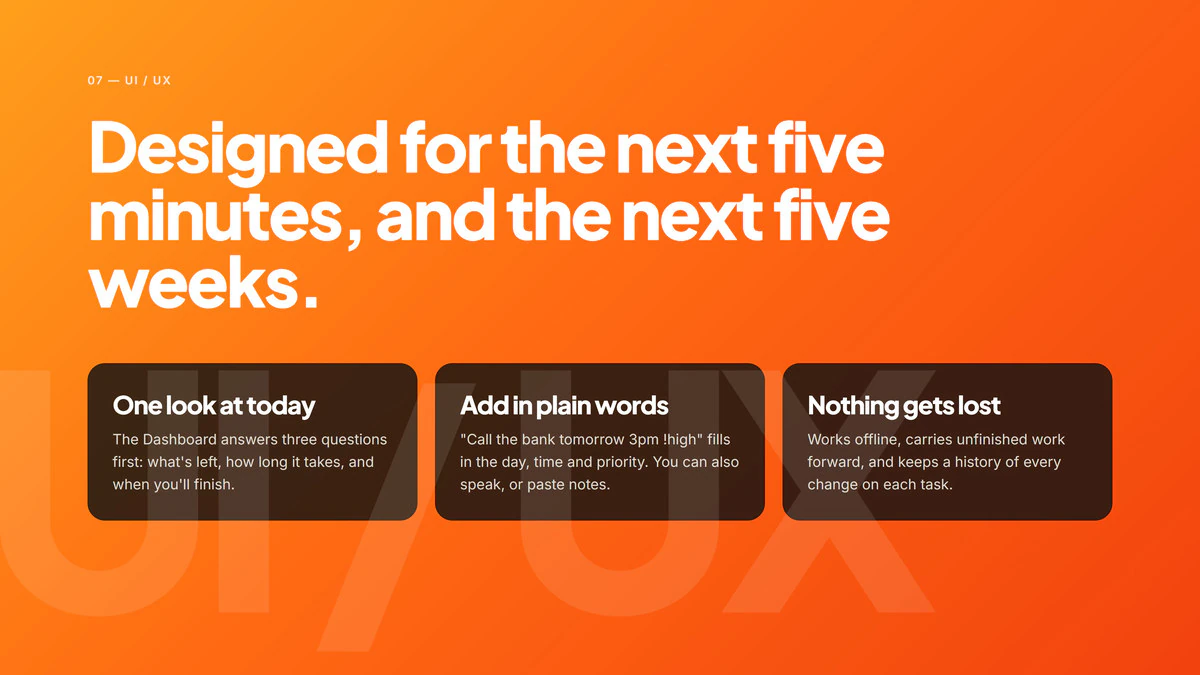 07 — UI / UX
Designed for the next five
minutes, and the next five
weeks.
One look at today
The Dashboard answers three questions
first: what's left, how long it takes, and
when you'll finish.
Add in plain words
"Call the bank tomorrow 3pm !high" fills
in the day, time and priority. You can also
speak, or paste notes.
Nothing gets lost
Works offline, carries unfinished work
forward, and keeps a history of every
change on each task.
UI / UX